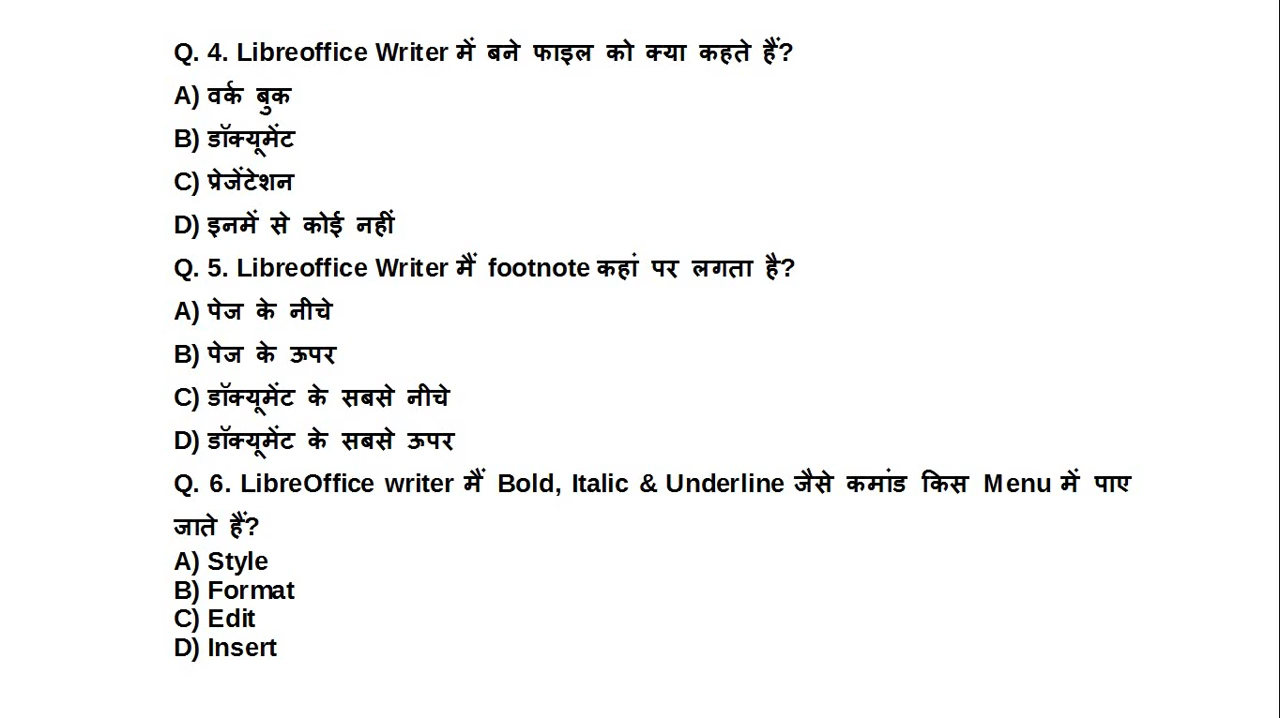 Q. 4. Libreoffice Writer में बने फाइल को क्या कहते हैं?
A) वर्क बुक
B) डॉक्यूमेंट
C) प्रेजेंटेशन
D) इनमें से कोई नहीं
Q. 5. Libreoffice Writer मैं footnote कहां पर लगता है?
A) पेज के नीचे
B) पेज के ऊपर
C) डॉक्यूमेंट के सबसे नीचे
D) डॉक्यूमेंट के सबसे ऊपर
Q. 6. LibreOffice writer मैं Bold, Italic & Underline जैसे कमांड किस Menu में पाए
जाते हैं?
A) Style
B) Format
C) Edit
D) Insert